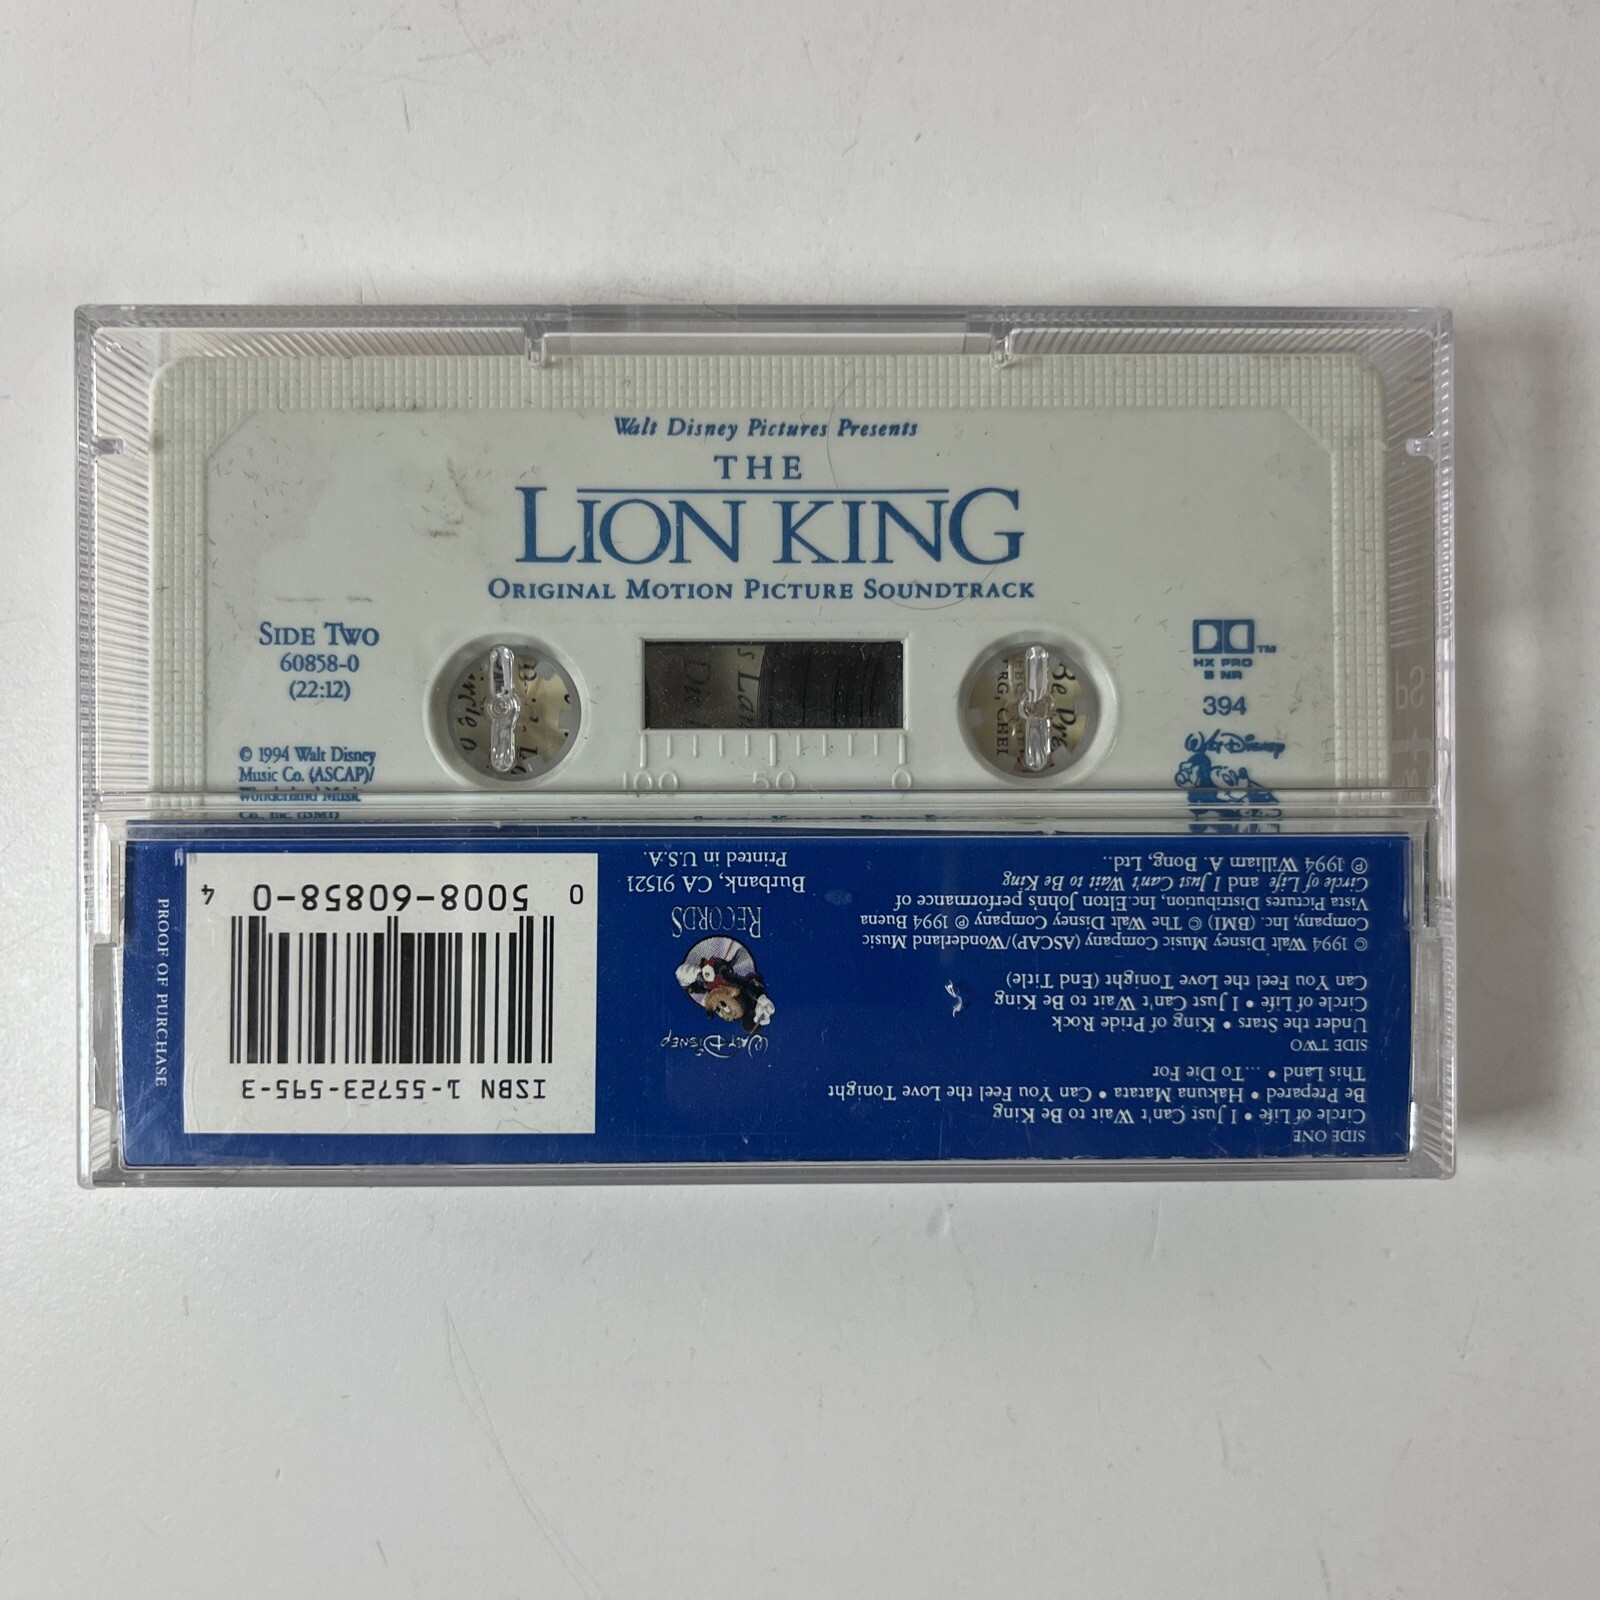 Walt Disney Pictures Presents
THE
LION KING
ORIGINAL MOTION PICTURE SOUNDTRACK
SIDE TWO
60858-0
(22:12)
HX PRO
B NR
394
© 1994 Walt Disney
Music Co. (ASCAP)/
Wonderland Music
Co., Inc. (BMI)
WALT DISNEY
100 50 0
SIDE ONE
Circle of Life • I Just Can't Wait to Be King
Be Prepared • Hakuna Matata • Can You Feel the Love Tonight
This Land • ...To Die For
SIDE TWO
Under the Stars • King of Pride Rock
Circle of Life • I Just Can't Wait to Be King
Can You Feel the Love Tonight (End Title)
© 1994 Walt Disney Music Company (ASCAP)/Wonderland Music
Company, Inc. (BMI) © The Walt Disney Company ℗ 1994 Buena
Vista Pictures Distribution, Inc. Elton John's performance of
Circle of Life and I Just Can't Wait to Be King
℗ 1994 William A. Bong, Ltd..
WALT DISNEY
RECORDS
Burbank, CA 91521
Printed in U.S.A.
ISBN 1-55723-595-3
0 5008-60858-0 4
PROOF OF PURCHASE